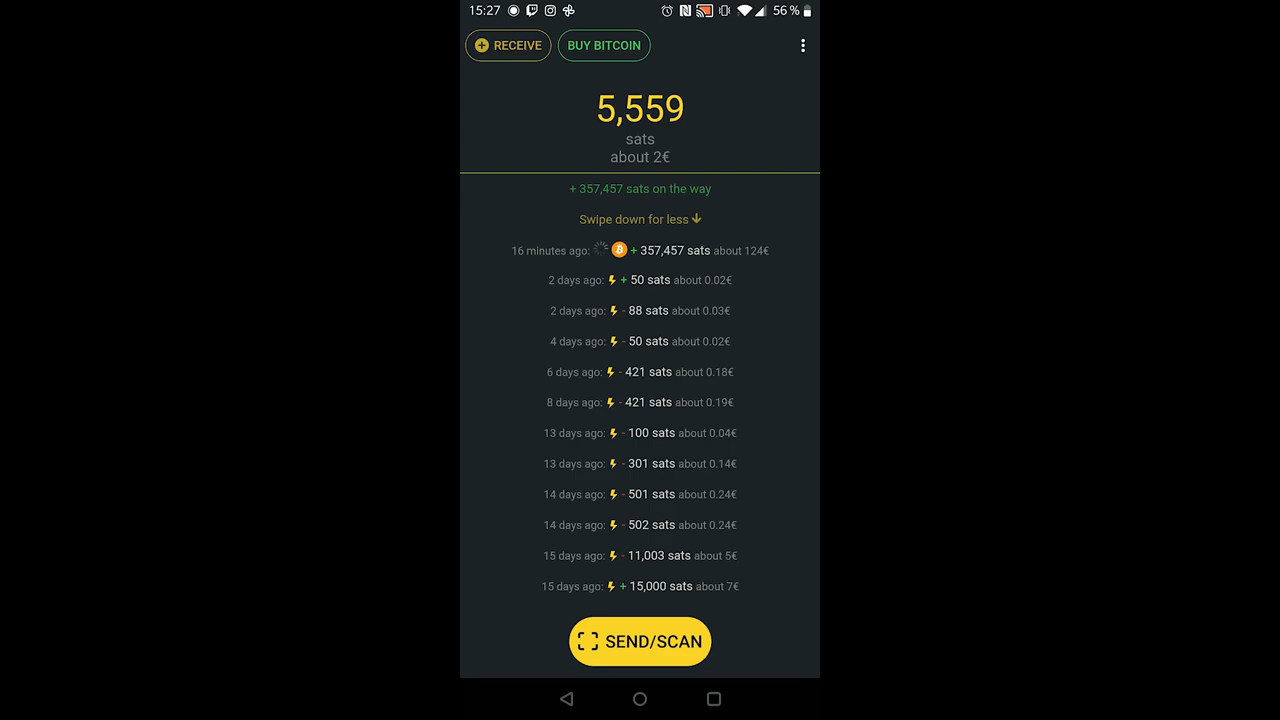 15:27 56 %
RECEIVE BUY BITCOIN
5,559
sats
about 2€
+ 357,457 sats on the way
Swipe down for less
16 minutes ago: + 357,457 sats about 124€
2 days ago: + 50 sats about 0.02€
2 days ago: - 88 sats about 0.03€
4 days ago: - 50 sats about 0.02€
6 days ago: - 421 sats about 0.18€
8 days ago: - 421 sats about 0.19€
13 days ago: - 100 sats about 0.04€
13 days ago: - 301 sats about 0.14€
14 days ago: - 501 sats about 0.24€
14 days ago: - 502 sats about 0.24€
15 days ago: - 11,003 sats about 5€
15 days ago: + 15,000 sats about 7€
SEND/SCAN